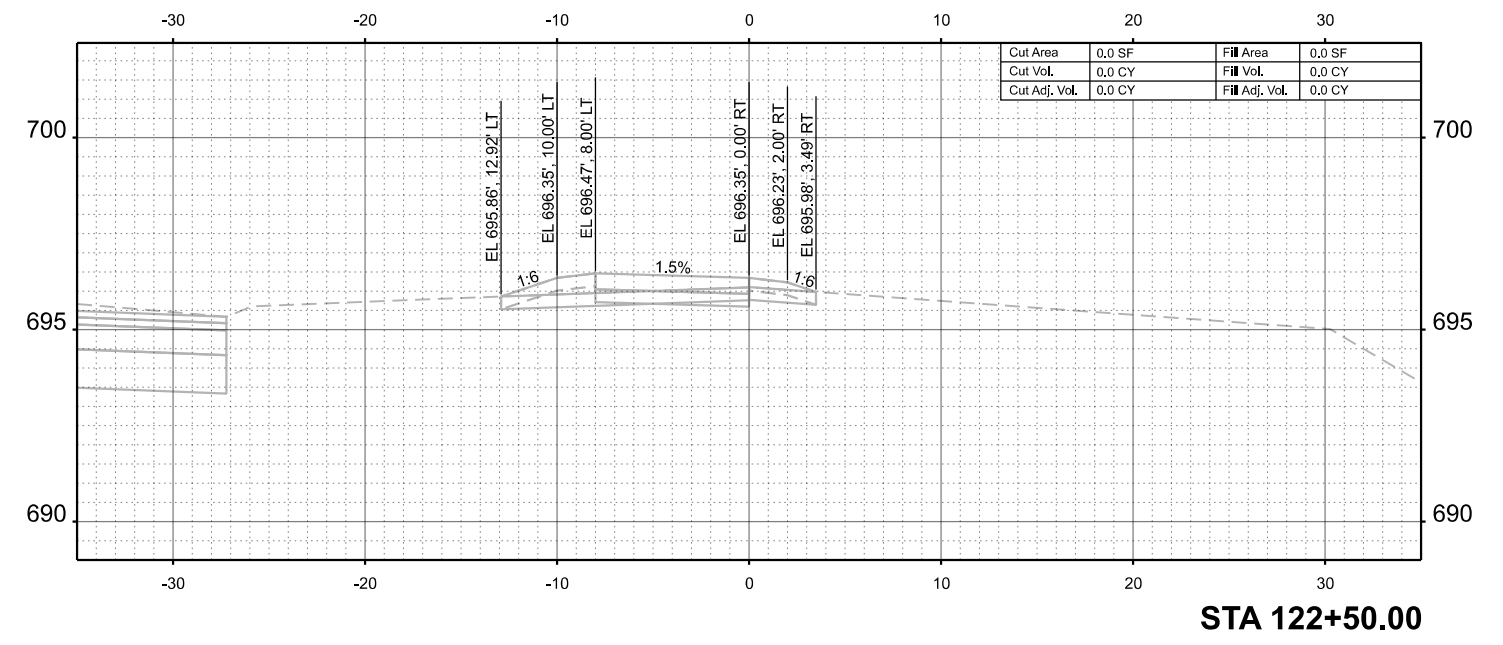 -30 -20 -10 0 10 20 30
Cut Area 0.0 SF Fill Area 0.0 SF
Cut Vol. 0.0 CY Fill Vol. 0.0 CY
Cut Adj. Vol. 0.0 CY Fill Adj. Vol. 0.0 CY
EL 695.86', 12.92' LT
EL 696.35', 10.00' LT
EL 696.47', 8.00' LT
EL 696.35', 0.00' RT
EL 696.23', 2.00' RT
EL 695.98', 3.49' RT
700 700
1:6 1.5% 1:6
695 695
690 690
-30 -20 -10 0 10 20 30
STA 122+50.00